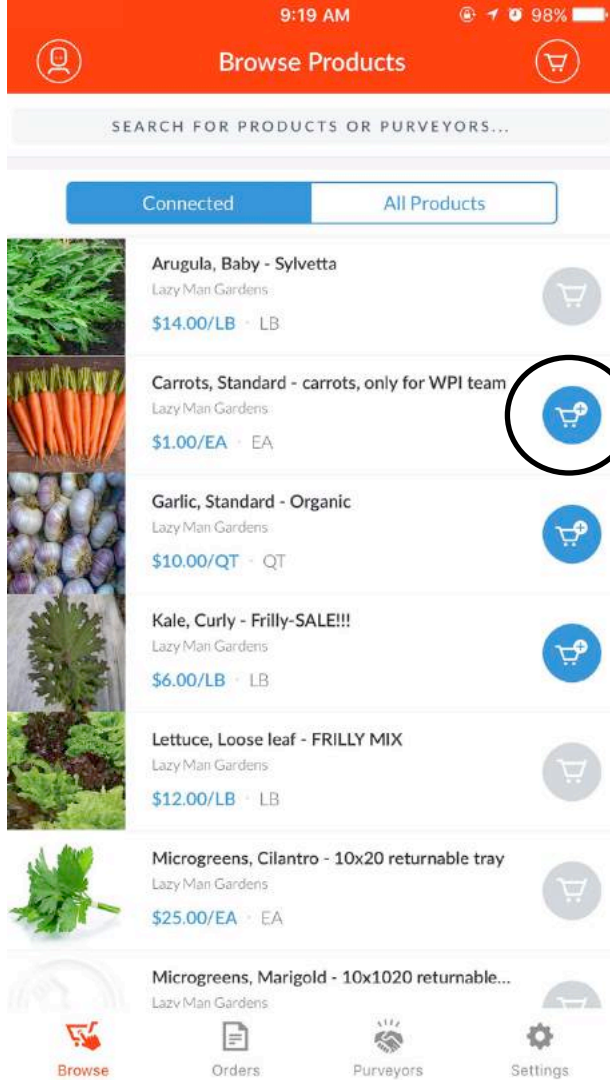 9:19 AM
98%
Browse Products
SEARCH FOR PRODUCTS OR PURVEYORS...
Connected
All Products
Arugula, Baby - Sylvetta
Lazy Man Gardens
$14.00/LB · LB
Carrots, Standard - carrots, only for WPI team
Lazy Man Gardens
$1.00/EA · EA
Garlic, Standard - Organic
Lazy Man Gardens
$10.00/QT · QT
Kale, Curly - Frilly-SALE!!!
Lazy Man Gardens
$6.00/LB · LB
Lettuce, Loose leaf - FRILLY MIX
Lazy Man Gardens
$12.00/LB · LB
Microgreens, Cilantro - 10x20 returnable tray
Lazy Man Gardens
$25.00/EA · EA
Microgreens, Marigold - 10x1020 returnable...
Lazy Man Gardens
Browse
Orders
Purveyors
Settings